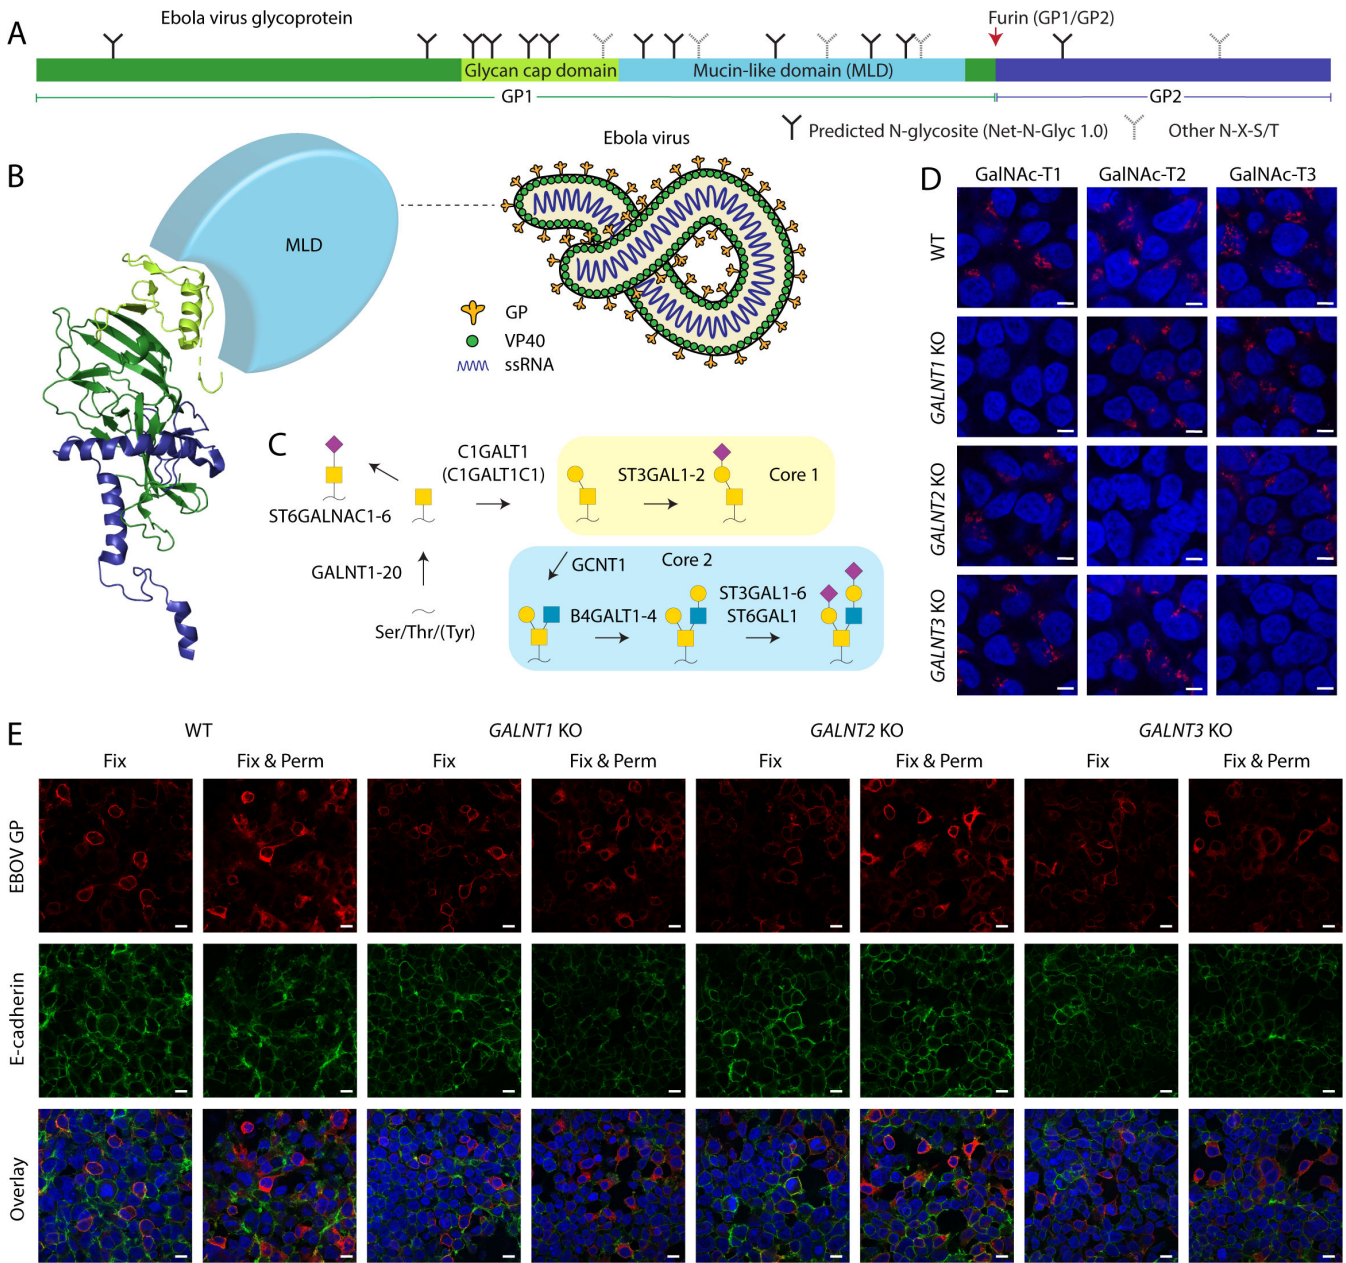 A
Ebola virus glycoprotein
Furin (GP1/GP2)
Glycan cap domain
Mucin-like domain (MLD)
GP1
GP2
Predicted N-glycosite (Net-N-Glyc 1.0)
Other N-X-S/T
B
MLD
Ebola virus
GP
VP40
ssRNA
C
C1GALT1
(C1GALT1C1)
ST3GAL1-2
Core 1
ST6GALNAC1-6
GALNT1-20
Ser/Thr/(Tyr)
GCNT1
Core 2
B4GALT1-4
ST3GAL1-6
ST6GAL1
D
GalNAc-T1
GalNAc-T2
GalNAc-T3
WT
GALNT1 KO
GALNT2 KO
GALNT3 KO
E
WT
GALNT1 KO
GALNT2 KO
GALNT3 KO
Fix
Fix & Perm
Fix
Fix & Perm
Fix
Fix & Perm
Fix
Fix & Perm
EBOV GP
E-cadherin
Overlay